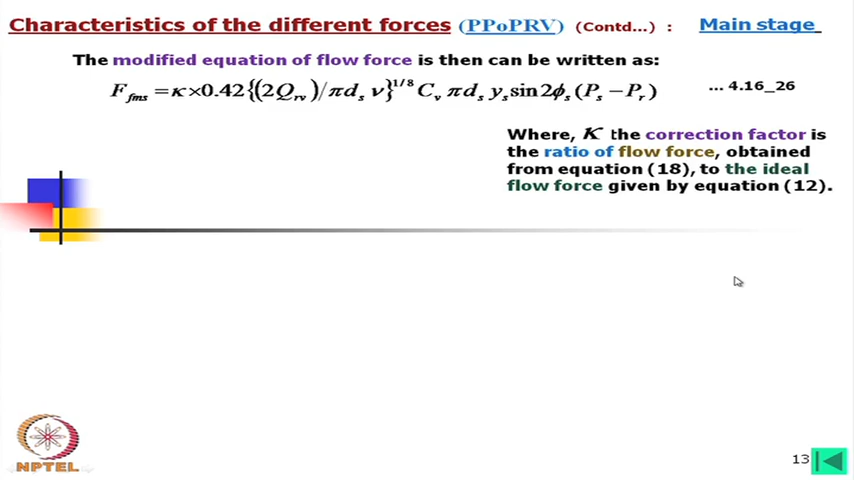 Characteristics of the different forces (PPoPRV) (Contd...) : Main stage
The modified equation of flow force is then can be written as:
F_fms = κ×0.42{(2Q_rv)/πd_s ν}^1/8 C_v π d_s y_s sin2ϕ_s (P_s − P_r) ... 4.16_26
Where, K the correction factor is
the ratio of flow force, obtained
from equation (18), to the ideal
flow force given by equation (12).
NPTEL
13